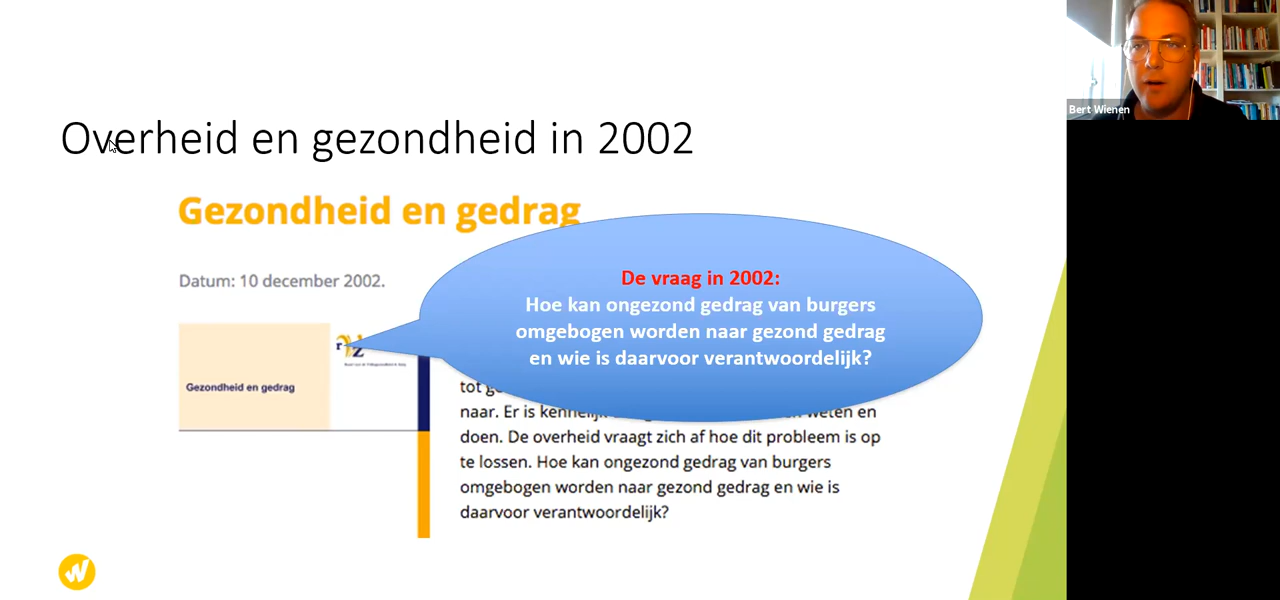 Bert Wienen
Overheid en gezondheid in 2002
Gezondheid en gedrag
Datum: 10 december 2002.
De vraag in 2002:
Hoe kan ongezond gedrag van burgers
omgebogen worden naar gezond gedrag
en wie is daarvoor verantwoordelijk?
rvz
Gezondheid en gedrag
tot
naar. Er is weten en
doen. De overheid vraagt zich af hoe dit probleem is op
te lossen. Hoe kan ongezond gedrag van burgers
omgebogen worden naar gezond gedrag en wie is
daarvoor verantwoordelijk?